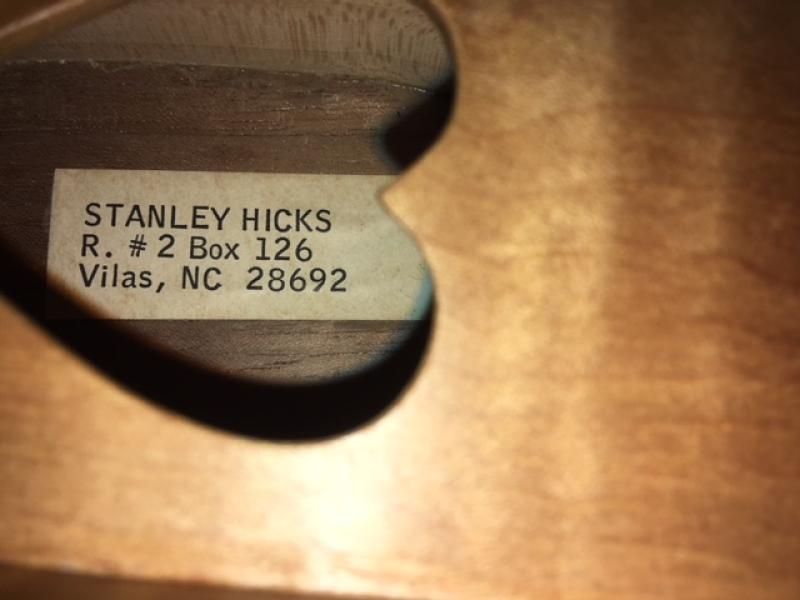 STANLEY HICKS
R. # 2 Box 126
Vilas, NC 28692